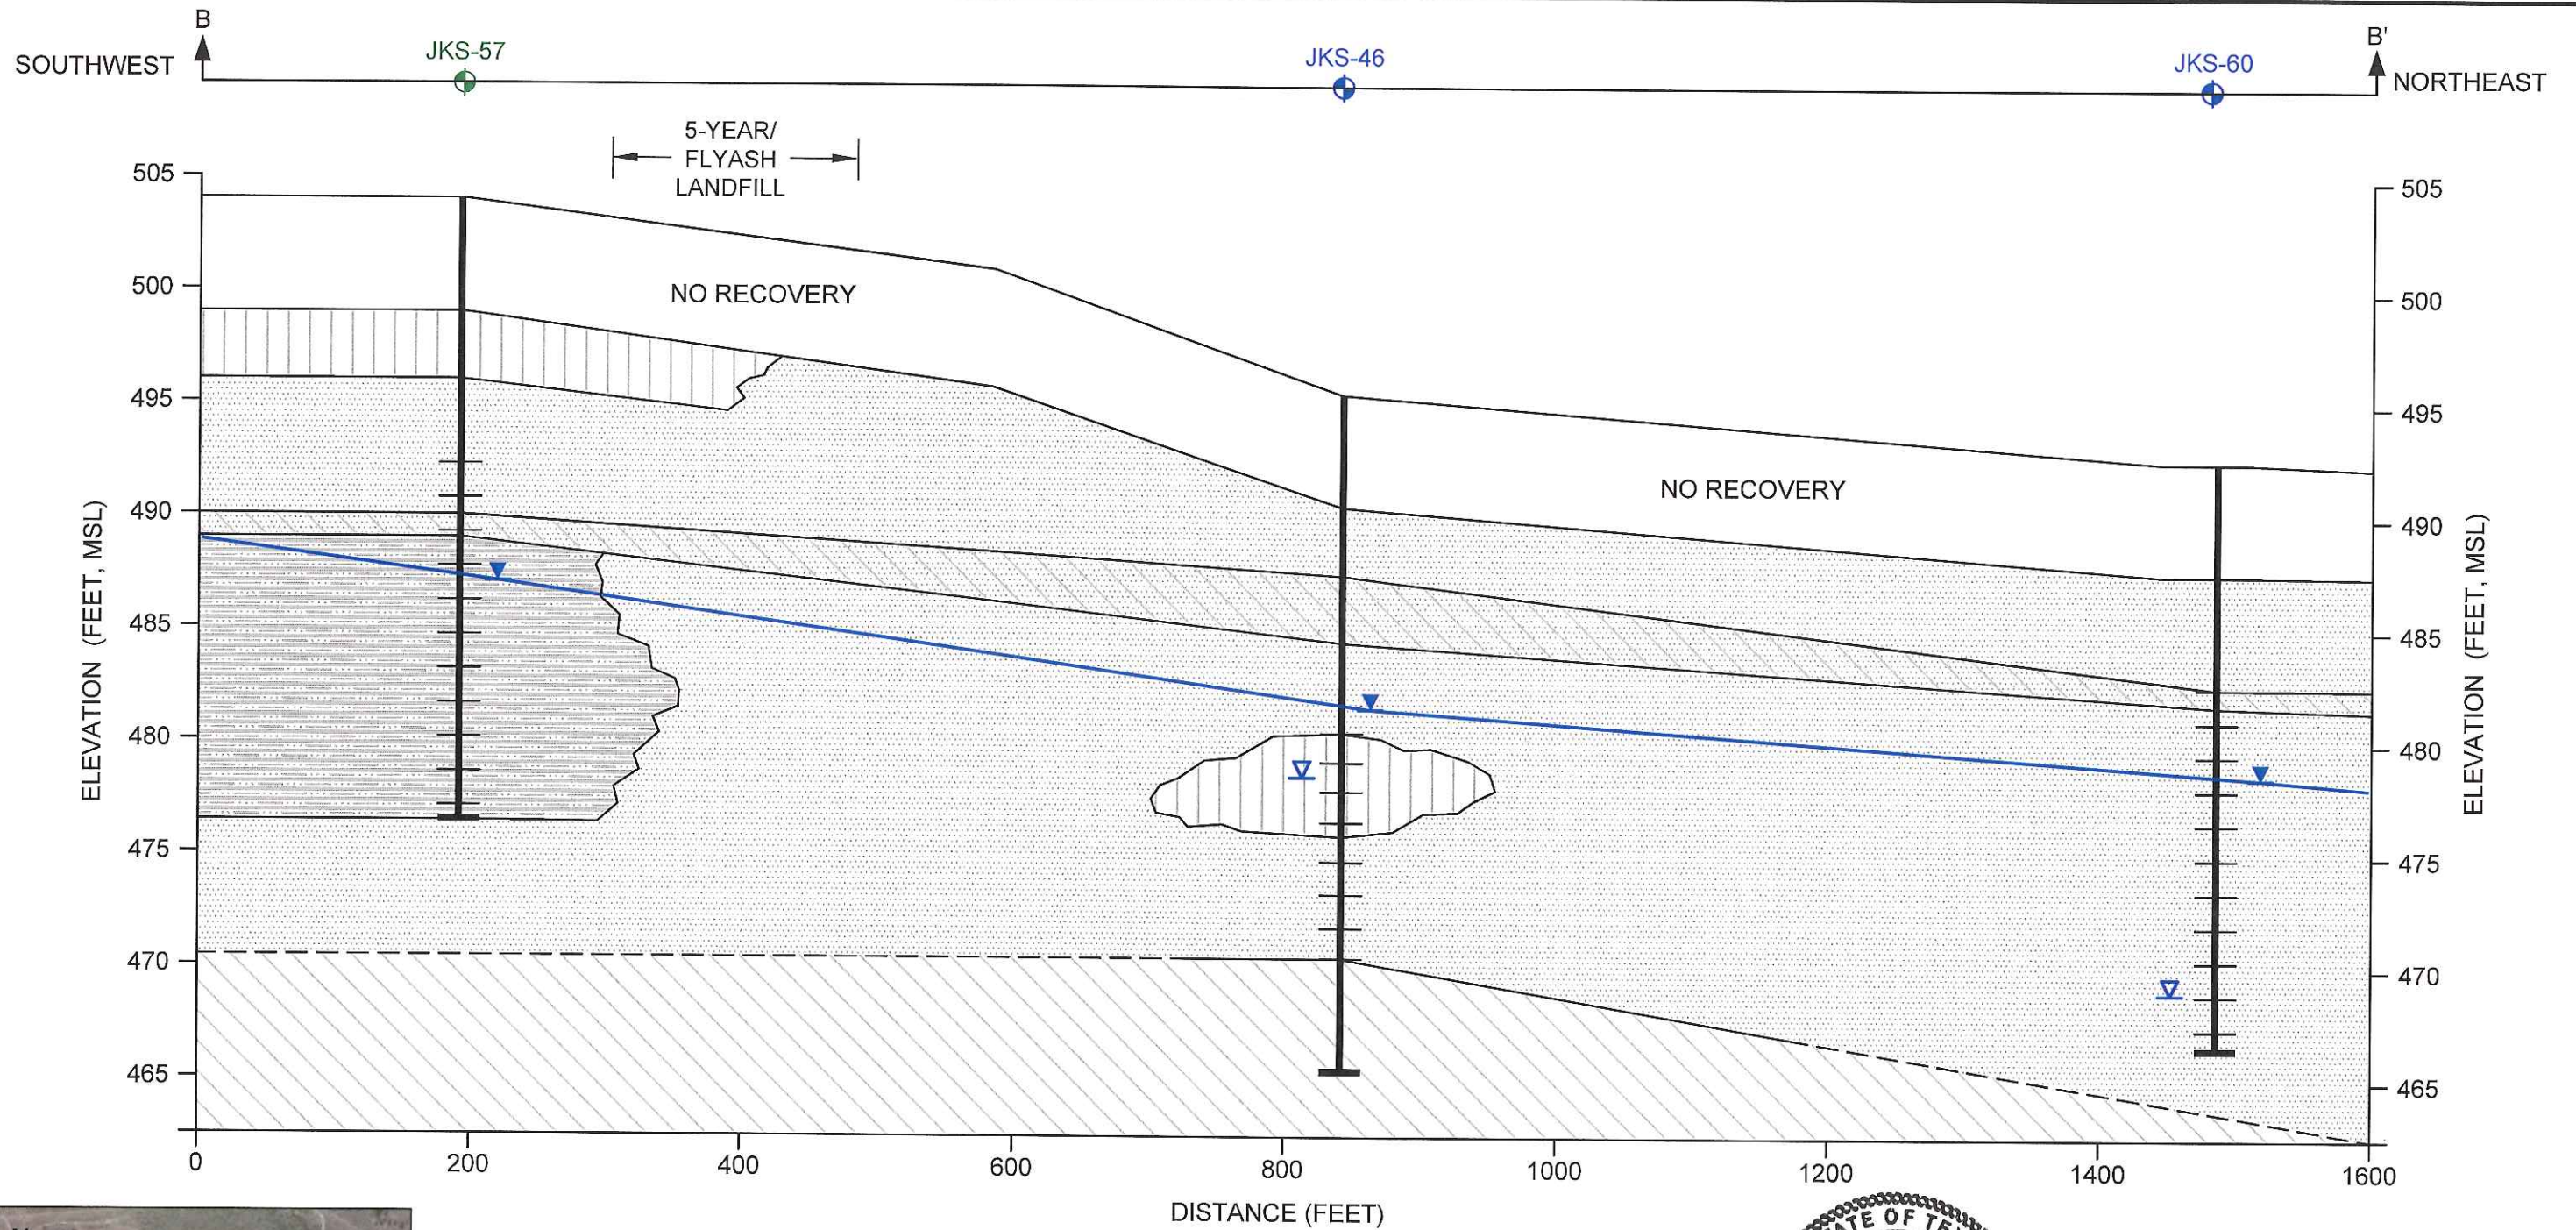 B
B'
SOUTHWEST
JKS-57
JKS-46
JKS-60
NORTHEAST
5-YEAR/
FLYASH
LANDFILL
505
500
495
490
485
480
475
470
465
ELEVATION (FEET, MSL)
NO RECOVERY
NO RECOVERY
505
500
495
490
485
480
475
470
465
ELEVATION (FEET, MSL)
0
200
400
600
800
1000
1200
1400
1600
DISTANCE (FEET)